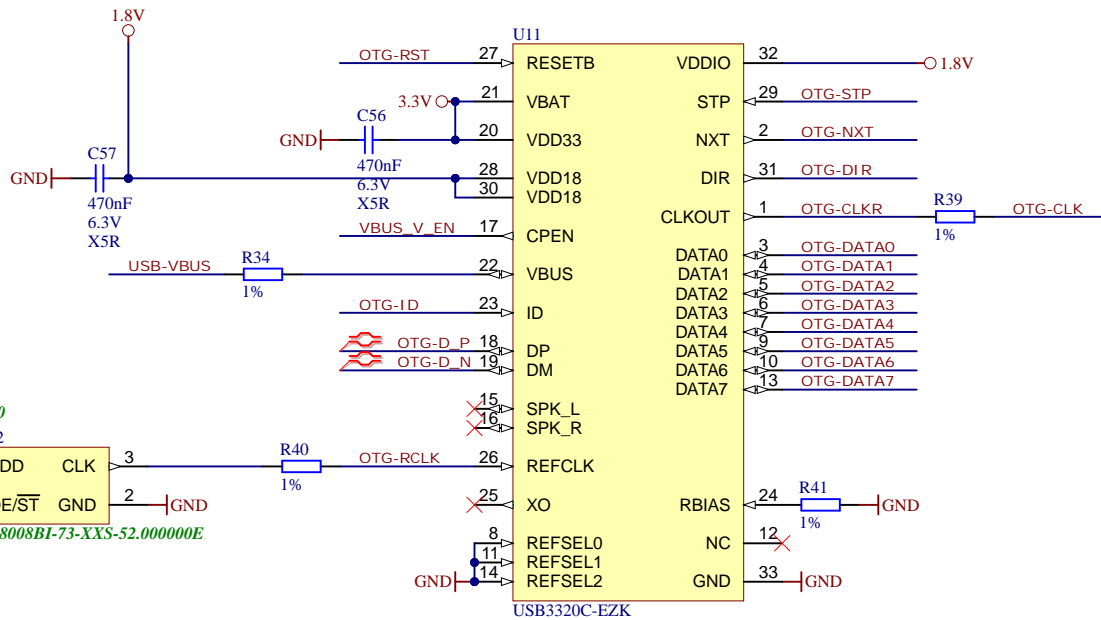 1.8V
U11
OTG-RST 27 RESETB VDDIO 32 1.8V
3.3V 21 VBAT STP 29 OTG-STP
C56
GND 20 VDD33 NXT 2 OTG-NXT
470nF
6.3V
X5R
C57
GND 28 VDD18 DIR 31 OTG-DIR
470nF
6.3V
X5R
30 VDD18
R39
CLKOUT 1 OTG-CLKR OTG-CLK
1%
VBUS_V_EN 17 CPEN
DATA0 3 OTG-DATA0
R34
USB-VBUS 22 VBUS DATA1 4 OTG-DATA1
1%
DATA2 5 OTG-DATA2
OTG-ID 23 ID DATA3 6 OTG-DATA3
DATA4 7 OTG-DATA4
OTG-D_P 18 DP DATA5 9 OTG-DATA5
OTG-D_N 19 DM DATA6 10 OTG-DATA6
DATA7 13 OTG-DATA7
15 SPK_L
16 SPK_R
R40
DD CLK 3 OTG-RCLK 26 REFCLK
1%
R41
E/ST GND 2 GND 25 XO RBIAS 24 GND
1%
8008BI-73-XXS-52.000000E
8 REFSEL0 NC 12
11 REFSEL1
GND 14 REFSEL2 GND 33 GND
USB3320C-EZK